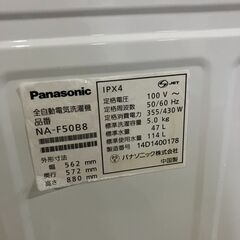 Panasonic
全自動電気洗濯機
NA-F50B8
外形寸法
幅 562 mm
奥行 572 mm
高さ 880 mm
IPX4
JET
定格電圧 100 V ~
定格周波数 50/60 Hz
定格消費電力 355/430 W
標準洗濯容量 5.0 kg
標準水量 47 L
標準使用水量 114 L
製造番号 14D1400178
パナソニック株式会社
中国製